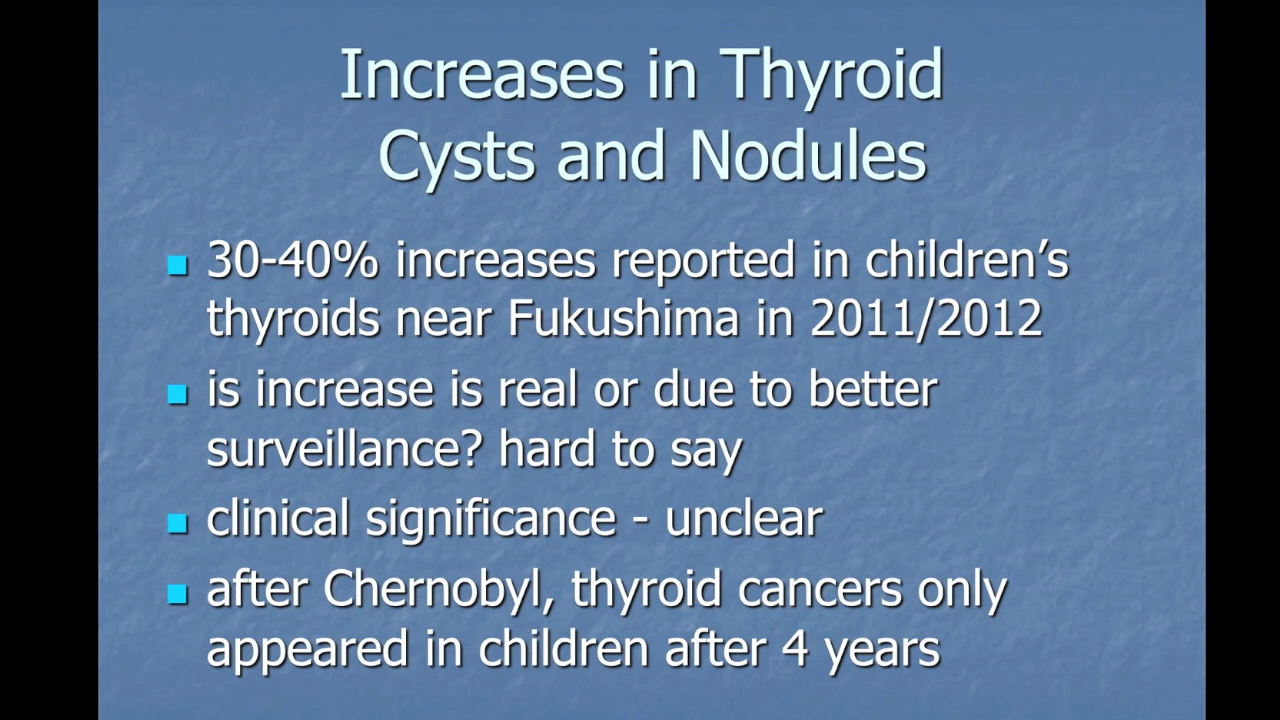 Increases in Thyroid
Cysts and Nodules
30-40% increases reported in children’s
thyroids near Fukushima in 2011/2012
is increase is real or due to better
surveillance? hard to say
clinical significance - unclear
after Chernobyl, thyroid cancers only
appeared in children after 4 years